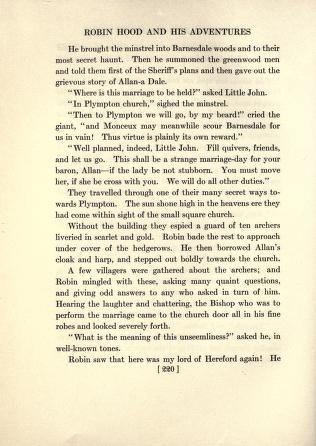 ROBIN HOOD AND HIS ADVENTURES
He brought the minstrel into Barnesdale woods and to their
most secret haunt. Then he summoned the greenwood men
and told them first of the Sheriff's plans and then gave out the
grievous story of Allan-a Dale.
"Where is this marriage to be held?" asked Little John.
"In Plympton church," sighed the minstrel.
"Then to Plympton we will go, by my beard!" cried the
giant, "and Monceux may meanwhile scour Barnesdale for
us in vain! Thus virtue is plainly its own reward."
"Well planned, indeed, Little John. Fill quivers, friends,
and let us go. This shall be a strange marriage-day for your
baron, Allan—if the lady be not stubborn. You must move
her, if she be cross with you. We will do all other duties."
They travelled through one of their many secret ways to-
wards Plympton. The sun shone high in the heavens ere they
had come within sight of the small square church.
Without the building they espied a guard of ten archers
liveried in scarlet and gold. Robin bade the rest to approach
under cover of the hedgerows. He then borrowed Allan's
cloak and harp, and stepped out boldly towards the church.
A few villagers were gathered about the archers; and
Robin mingled with these, asking many quaint questions,
and giving odd answers to any who asked in turn of him.
Hearing the laughter and chattering, the Bishop who was to
perform the marriage came to the church door all in his fine
robes and looked severely forth.
"What is the meaning of this unseemliness?" asked he, in
well-known tones.
Robin saw that here was my lord of Hereford again! He
[ 220 ]